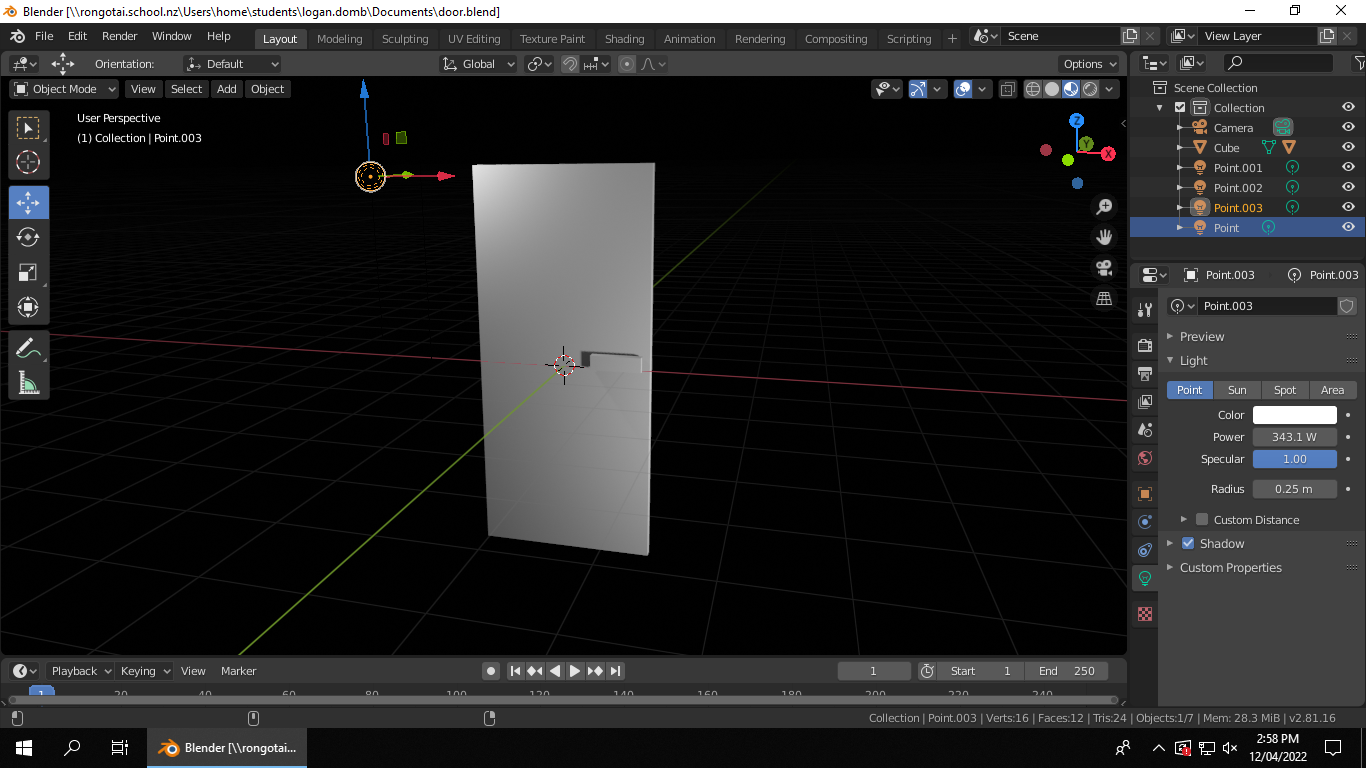 Blender [\\rongotai.school.nz\Users\home\students\logan.domb\Documents\door.blend]
File Edit Render Window Help Layout Modeling Sculpting UV Editing Texture Paint Shading Animation Rendering Compositing Scripting + Scene View Layer
Orientation: Default Global Options
Object Mode View Select Add Object
User Perspective
(1) Collection | Point.003
Z
Y
X
Scene Collection
Collection
Camera
Cube
Point.001
Point.002
Point.003
Point
Point.003 Point.003
Point.003
Preview
Light
Point Sun Spot Area
Color
Power 343.1 W
Specular 1.00
Radius 0.25 m
Custom Distance
Shadow
Custom Properties
Playback Keying View Marker 1 Start 1 End 250
1 20 40 60 80 100 120 140 160 180 200 220 240
Collection | Point.003 | Verts:16 | Faces:12 | Tris:24 | Objects:1/7 | Mem: 28.3 MiB | v2.81.16
Blender [\\rongotai...
2:58 PM
12/04/2022